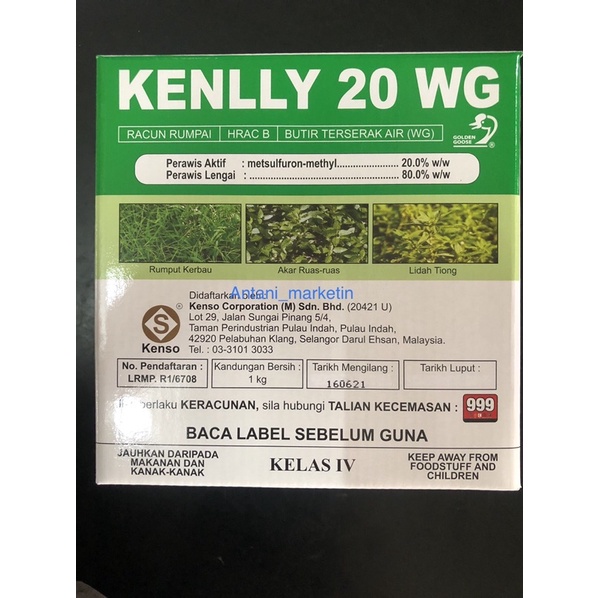 KENLLY 20 WG
RACUN RUMPAI HRAC B BUTIR TERSERAK AIR (WG)
GOLDEN GOOSE ®
Perawis Aktif : metsulfuron-methyl.................... 20.0% w/w
Perawis Lengai : ................................................ 80.0% w/w
Rumput Kerbau Akar Ruas-ruas Lidah Tiong
Antani_marketin
Didaftarkan oleh:
Kenso Corporation (M) Sdn. Bhd. (20421 U)
Lot 29, Jalan Sungai Pinang 5/4,
Taman Perindustrian Pulau Indah, Pulau Indah,
42920 Pelabuhan Klang, Selangor Darul Ehsan, Malaysia.
Tel. : 03-3101 3033
S ®
Kenso
No. Pendaftaran : Kandungan Bersih : Tarikh Mengilang : Tarikh Luput :
LRMP. R1/6708 1 kg 160621
berlaku KERACUNAN, sila hubungi TALIAN KECEMASAN : 999
BACA LABEL SEBELUM GUNA
JAUHKAN DARIPADA
MAKANAN DAN
KANAK-KANAK
KELAS IV
KEEP AWAY FROM
FOODSTUFF AND
CHILDREN